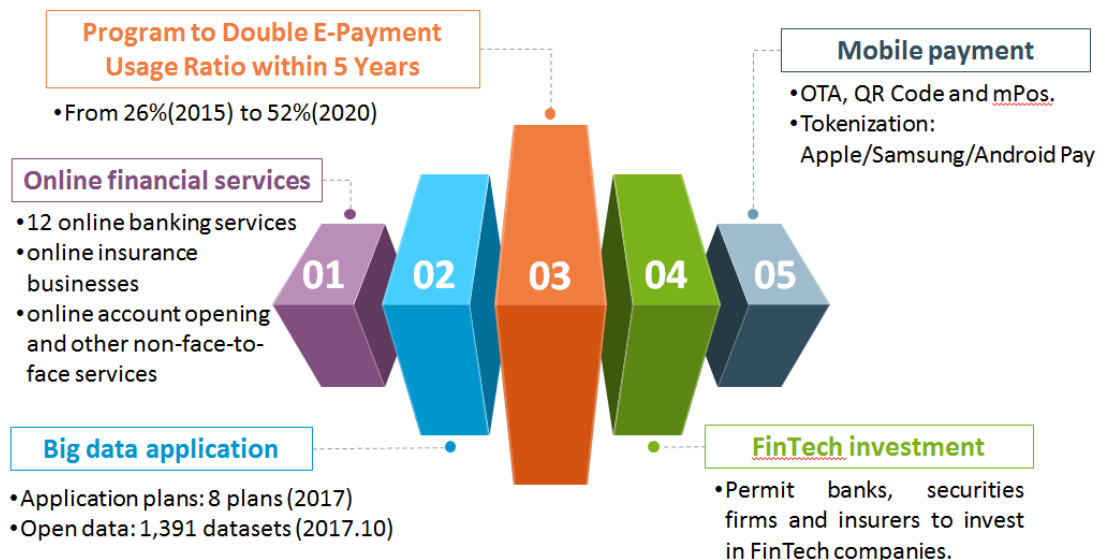 Program to Double E-Payment
Usage Ratio within 5 Years
•From 26%(2015) to 52%(2020)
Mobile payment
•OTA, QR Code and mPos.
•Tokenization:
Apple/Samsung/Android Pay
Online financial services
•12 online banking services
•online insurance
businesses
•online account opening
and other non-face-to-
face services
01
02
03
04
05
Big data application
•Application plans: 8 plans (2017)
•Open data: 1,391 datasets (2017.10)
FinTech investment
•Permit banks, securities
firms and insurers to invest
in FinTech companies.